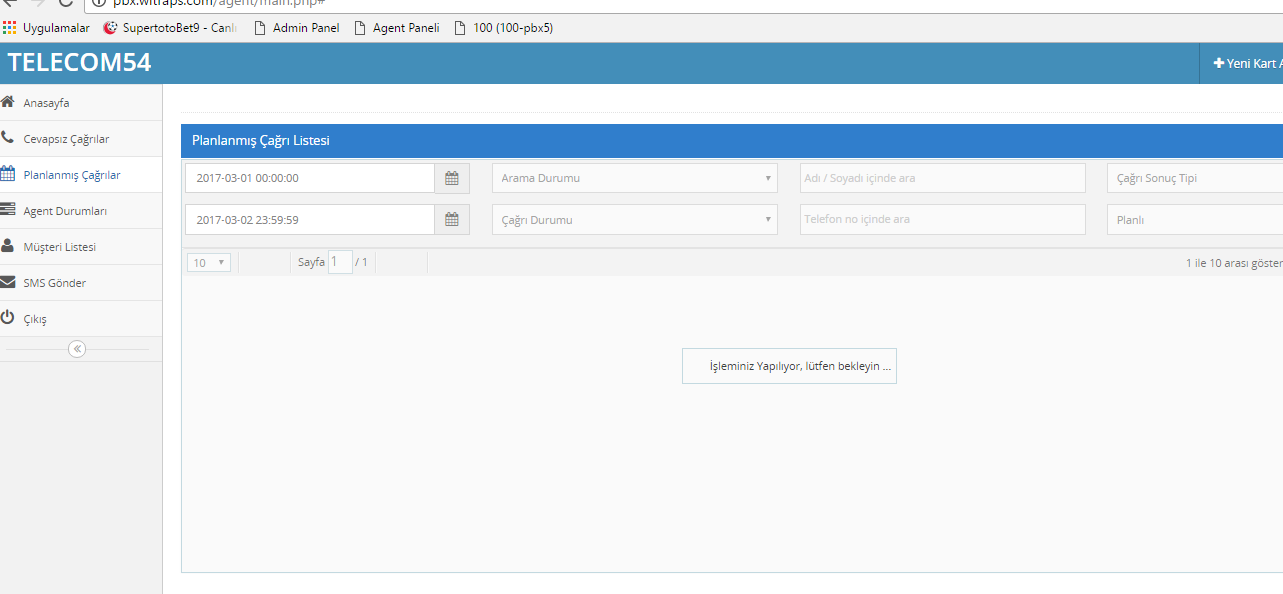 pbx.witraps.com/agent/main.php#
Uygulamalar SupertotoBet9 - Canlı Admin Panel Agent Paneli 100 (100-pbx5)
TELECOM54
Yeni Kart A
Anasayfa
Cevapsız Çağrılar
Planlanmış Çağrılar
Agent Durumları
Müşteri Listesi
SMS Gönder
Çıkış
Planlanmış Çağrı Listesi
2017-03-01 00:00:00 Arama Durumu Adı / Soyadı içinde ara Çağrı Sonuç Tipi
2017-03-02 23:59:59 Çağrı Durumu Telefon no içinde ara Planlı
10 Sayfa 1 / 1 1 ile 10 arası göster
İşleminiz Yapılıyor, lütfen bekleyin ...